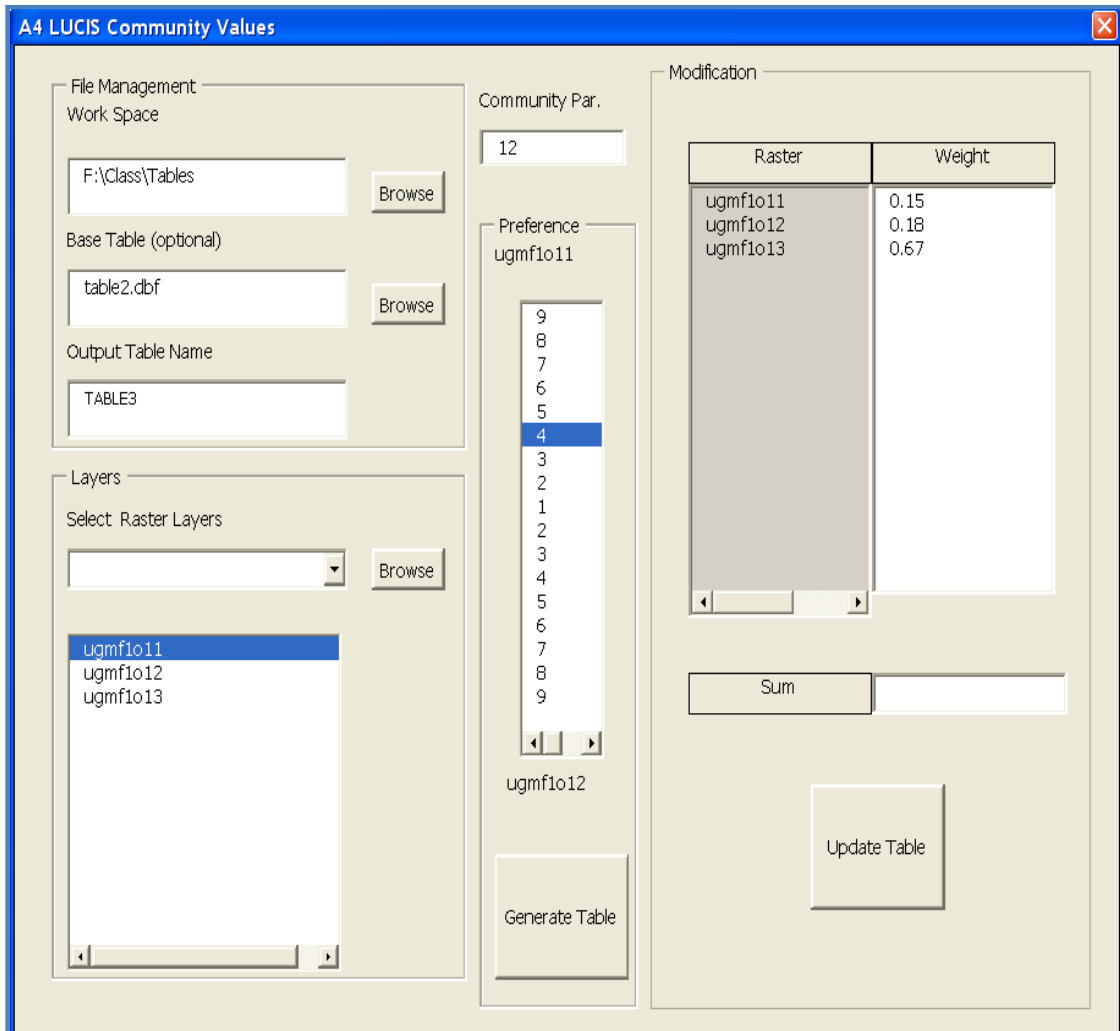 A4 LUCIS Community Values
File Management
Work Space
F:\Class\Tables
Browse
Base Table (optional)
table2.dbf
Browse
Output Table Name
TABLE3
Layers
Select Raster Layers
Browse
ugmf1o11
ugmf1o12
ugmf1o13
Community Par.
12
Preference
ugmf1o11
9
8
7
6
5
4
3
2
1
2
3
4
5
6
7
8
9
ugmf1o12
Generate Table
Modification
Raster Weight
ugmf1o11 0.15
ugmf1o12 0.18
ugmf1o13 0.67
Sum
Update Table